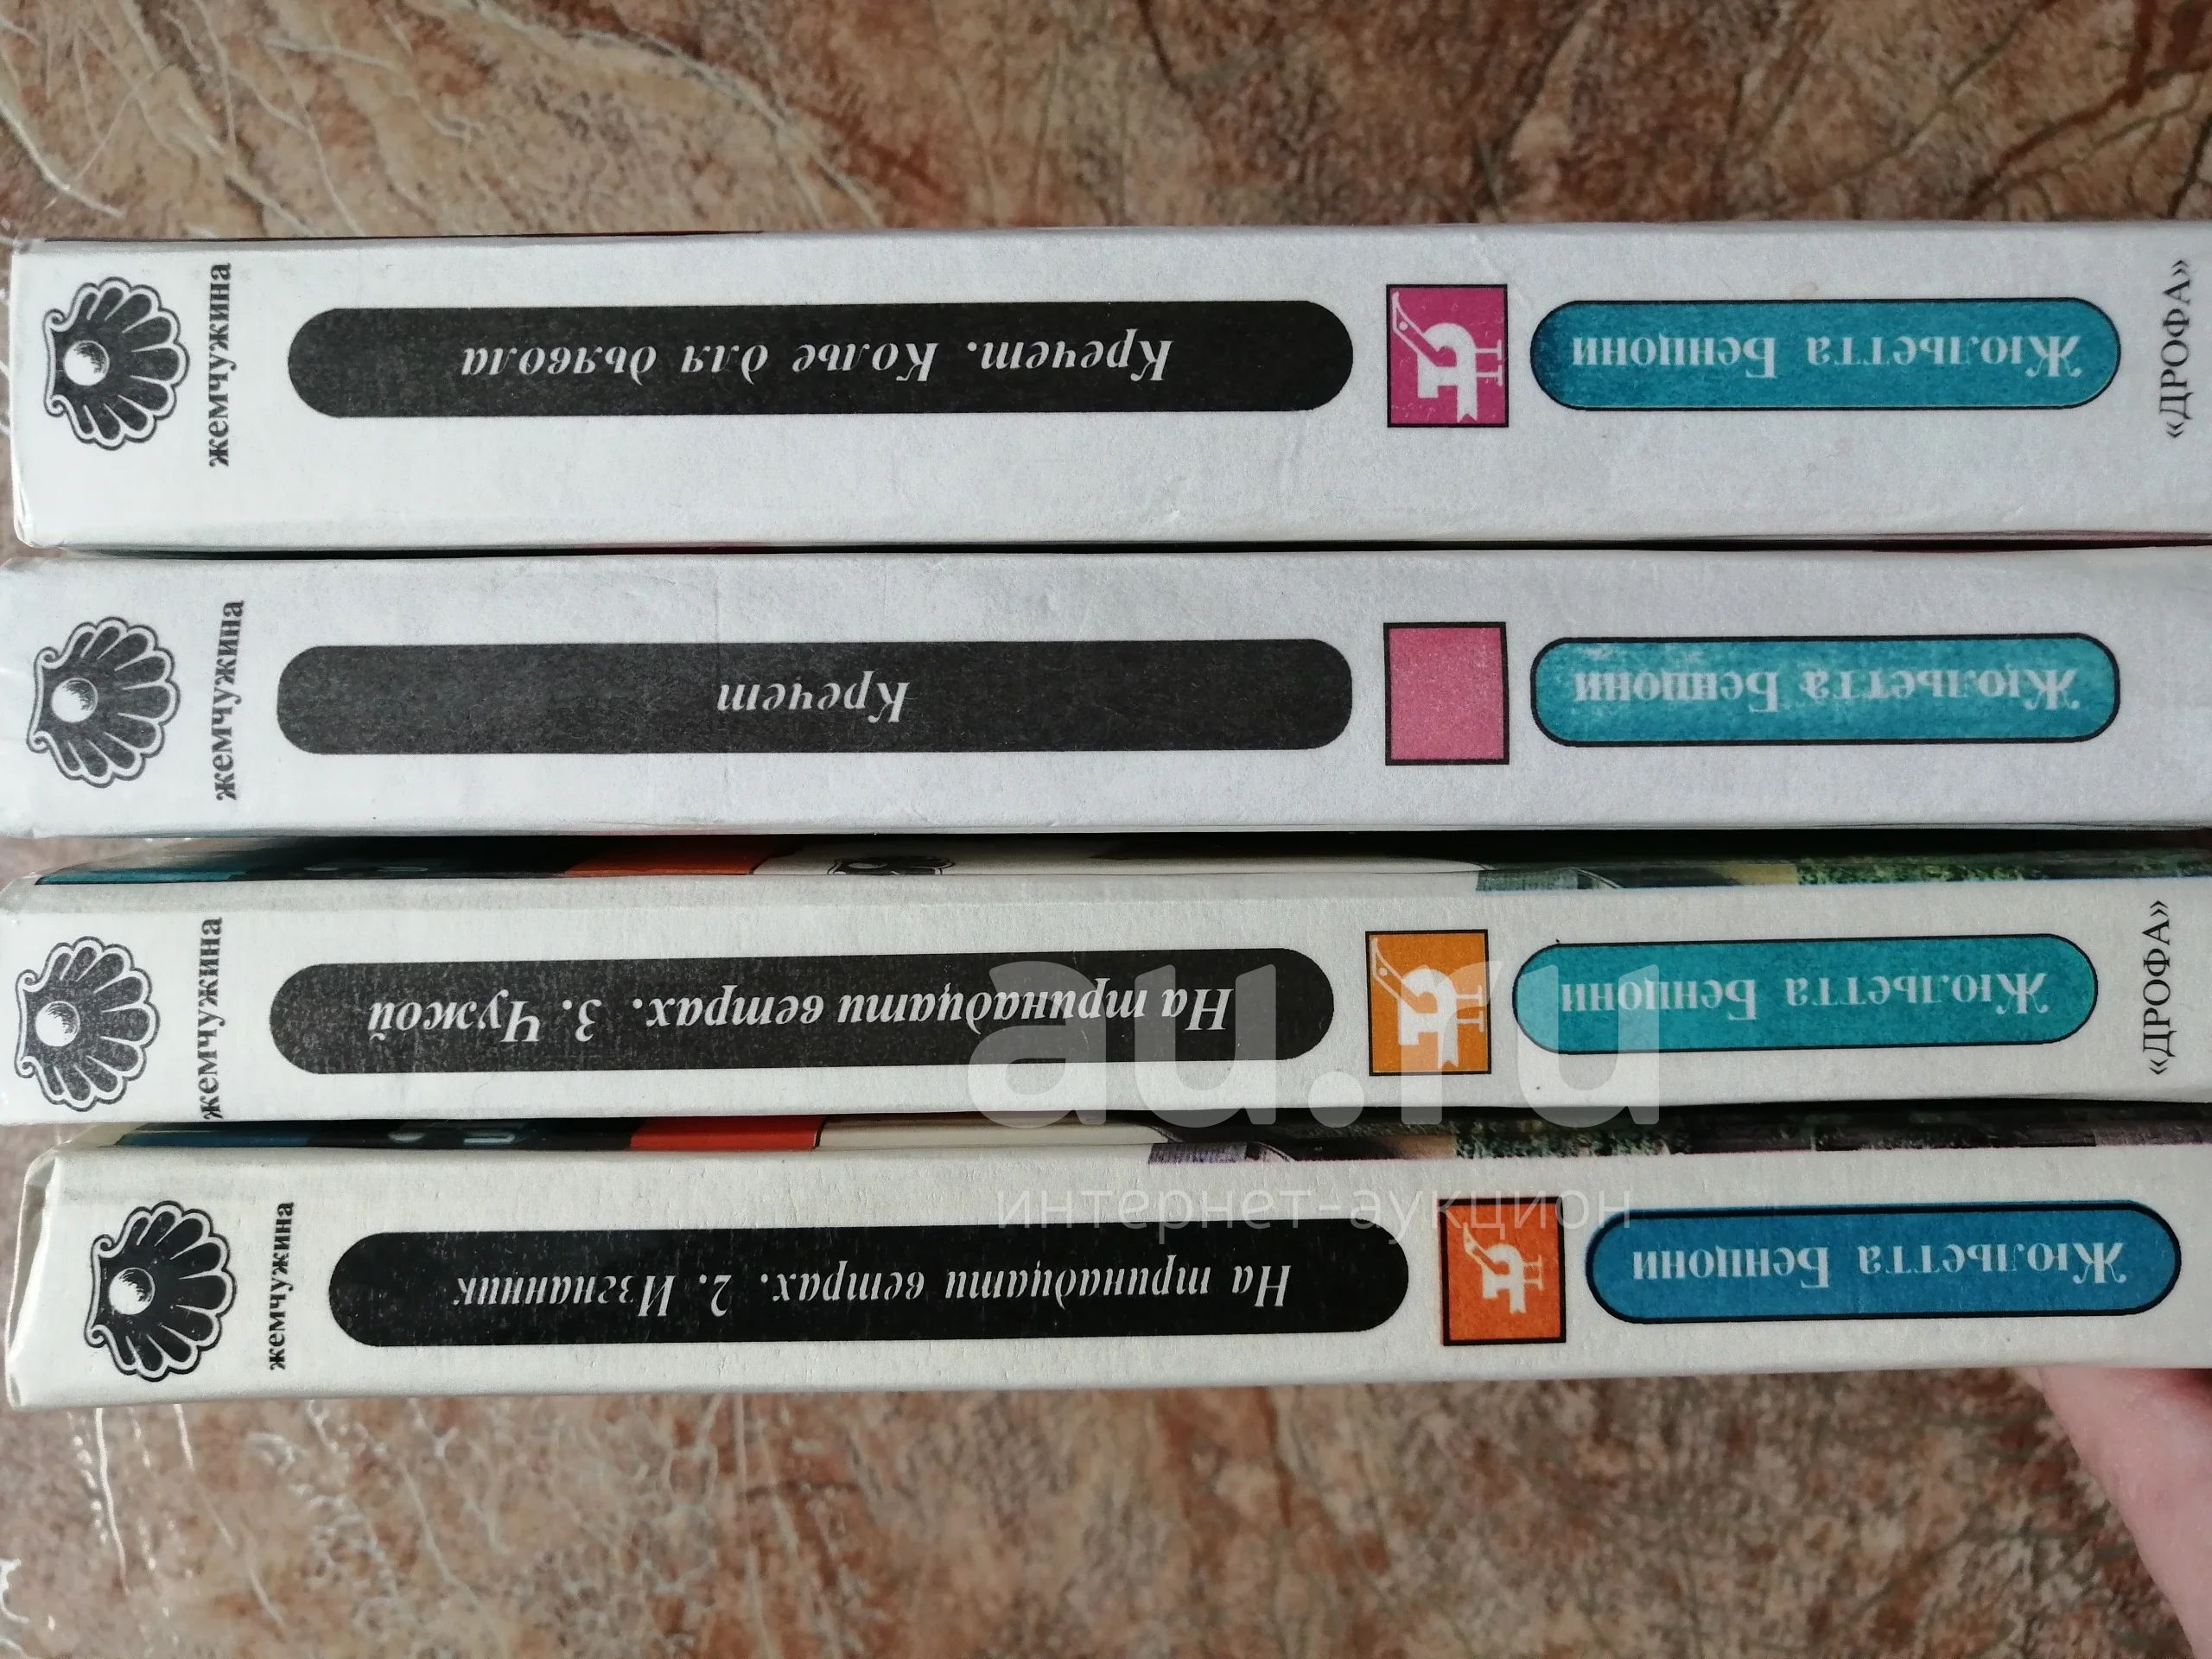 жемчужина
Кречет. Колье для дьявола
Жюльетта Бенцони
«ДРОФА»
жемчужина
Кречет
Жюльетта Бенцони
жемчужина
На тринадцати ветрах. 3. Чужой
Жюльетта Бенцони
«ДРОФА»
жемчужина
На тринадцати ветрах. 2. Изгнанник
Жюльетта Бенцони
au.ru
интернет-аукцион